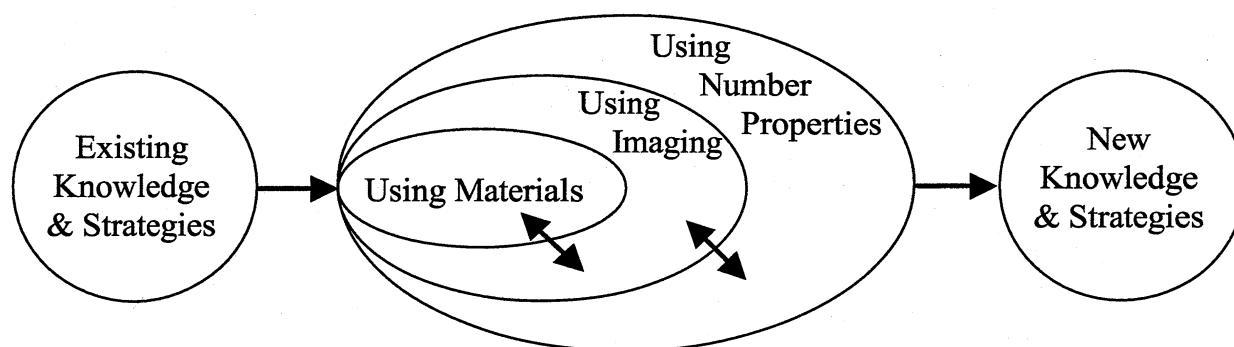 Existing
Knowledge
& Strategies
Using Materials
Using
Imaging
Using
Number
Properties
New
Knowledge
& Strategies